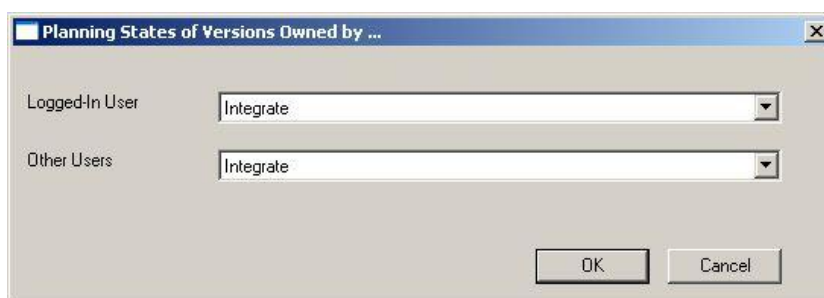 Planning States of Versions Owned by ...
Logged-In User
Integrate
Other Users
Integrate
OK
Cancel